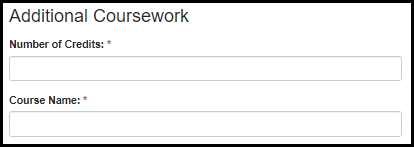 Additional Coursework
Number of Credits: *
Course Name: *